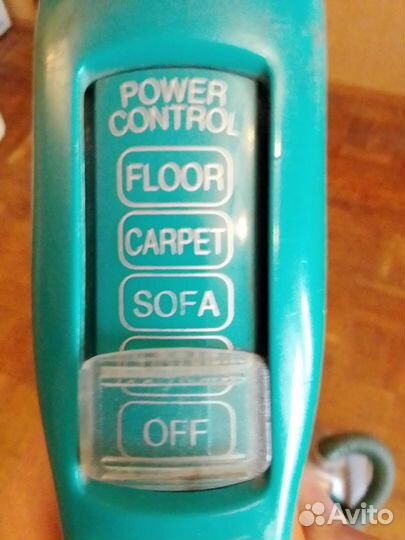 POWER
CONTROL
FLOOR
CARPET
SOFA
OFF
Avito